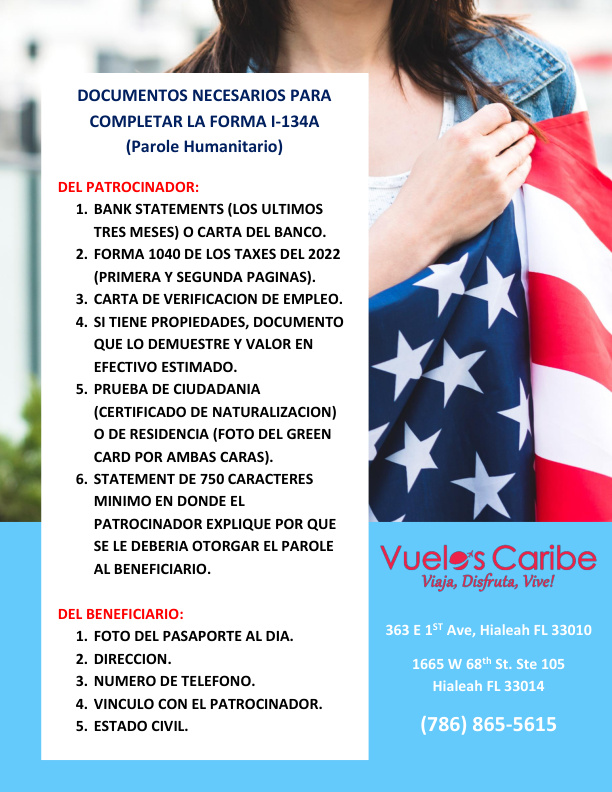 DOCUMENTOS NECESARIOS PARA
COMPLETAR LA FORMA I-134A
(Parole Humanitario)
DEL PATROCINADOR:
1. BANK STATEMENTS (LOS ULTIMOS
TRES MESES) O CARTA DEL BANCO.
2. FORMA 1040 DE LOS TAXES DEL 2022
(PRIMERA Y SEGUNDA PAGINAS).
3. CARTA DE VERIFICACION DE EMPLEO.
4. SI TIENE PROPIEDADES, DOCUMENTO
QUE LO DEMUESTRE Y VALOR EN
EFECTIVO ESTIMADO.
5. PRUEBA DE CIUDADANIA
(CERTIFICADO DE NATURALIZACION)
O DE RESIDENCIA (FOTO DEL GREEN
CARD POR AMBAS CARAS).
6. STATEMENT DE 750 CARACTERES
MINIMO EN DONDE EL
PATROCINADOR EXPLIQUE POR QUE
SE LE DEBERIA OTORGAR EL PAROLE
AL BENEFICIARIO.
DEL BENEFICIARIO:
1. FOTO DEL PASAPORTE AL DIA.
2. DIRECCION.
3. NUMERO DE TELEFONO.
4. VINCULO CON EL PATROCINADOR.
5. ESTADO CIVIL.
Vuelos Caribe
Viaja, Disfruta, Vive!
363 E 1ST Ave, Hialeah FL 33010
1665 W 68th St. Ste 105
Hialeah FL 33014
(786) 865-5615